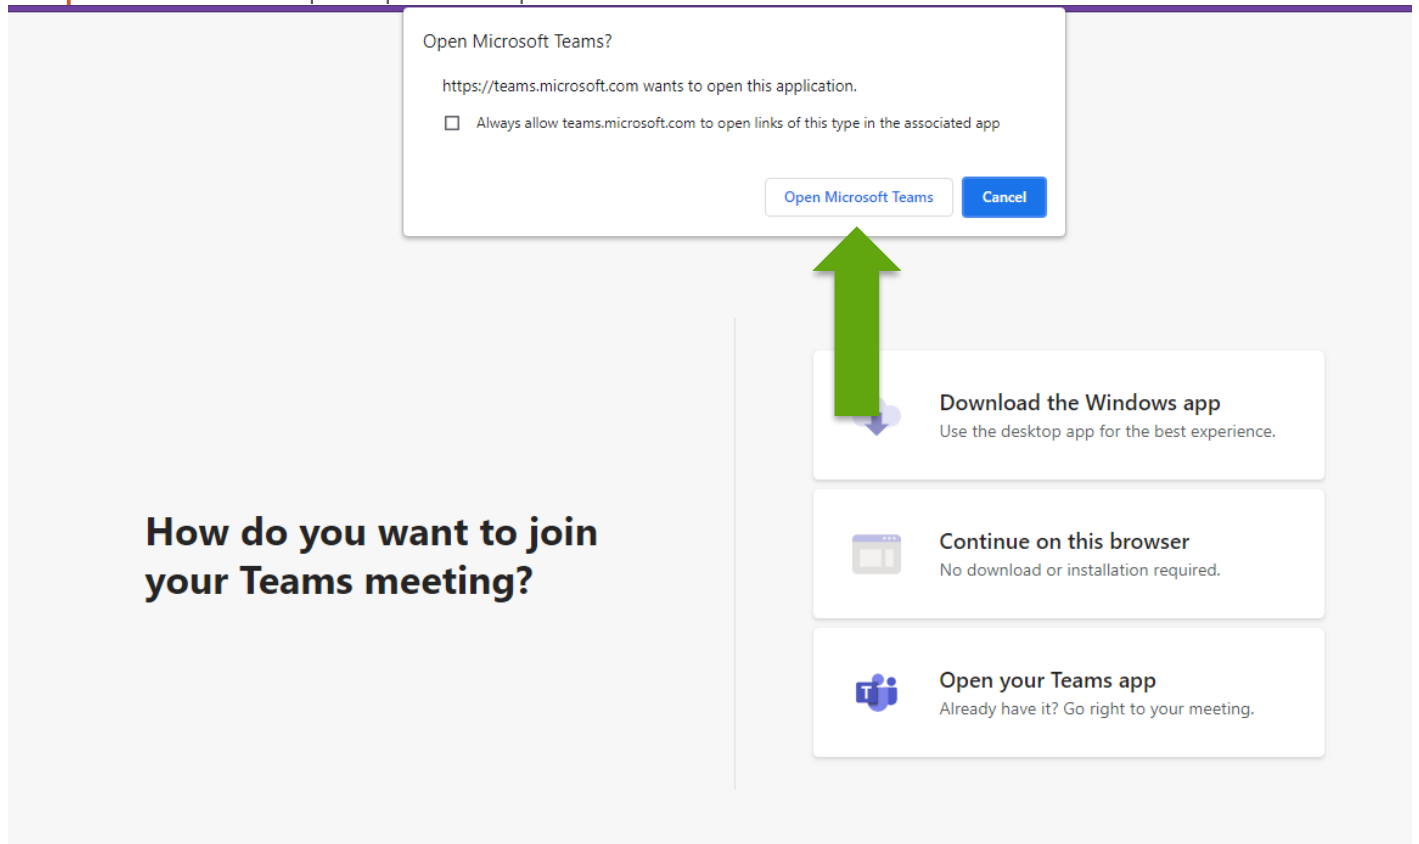 Open Microsoft Teams?
https://teams.microsoft.com wants to open this application.
Always allow teams.microsoft.com to open links of this type in the associated app
Open Microsoft Teams
Cancel
Download the Windows app
Use the desktop app for the best experience.
How do you want to join
your Teams meeting?
Continue on this browser
No download or installation required.
T
Open your Teams app
Already have it? Go right to your meeting.